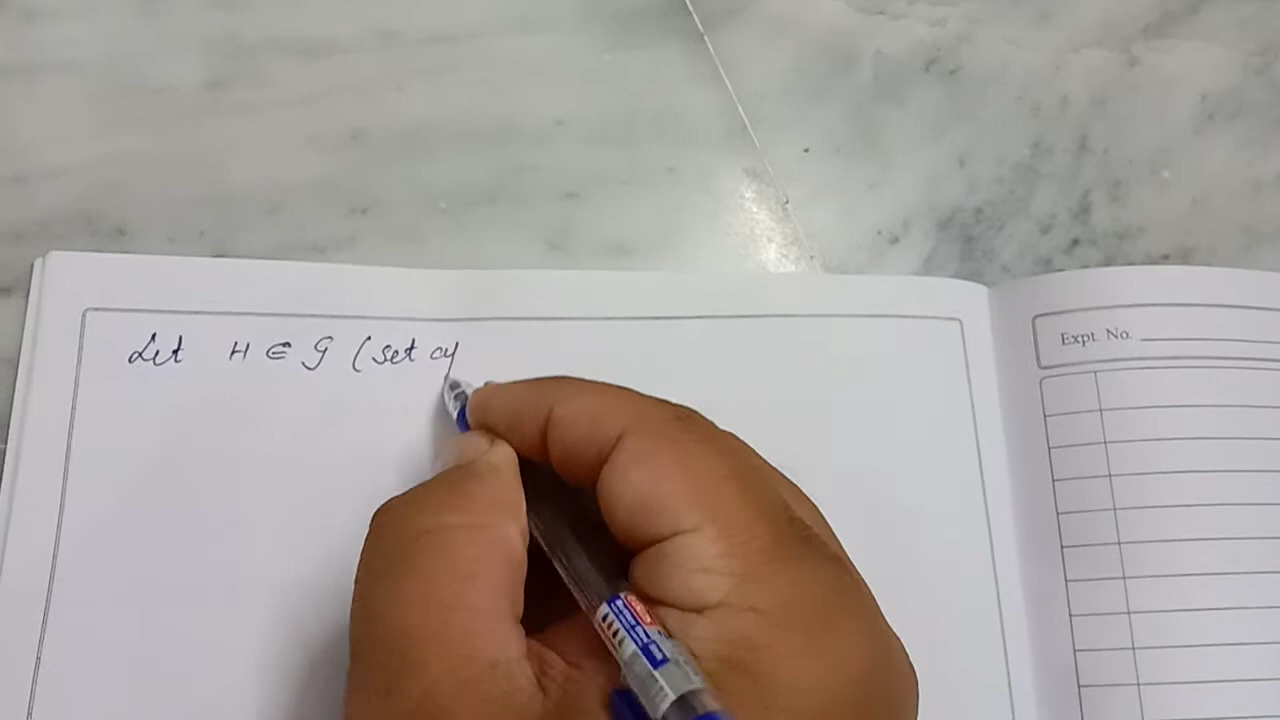 Let H ∈ G (set of
Expt. No.